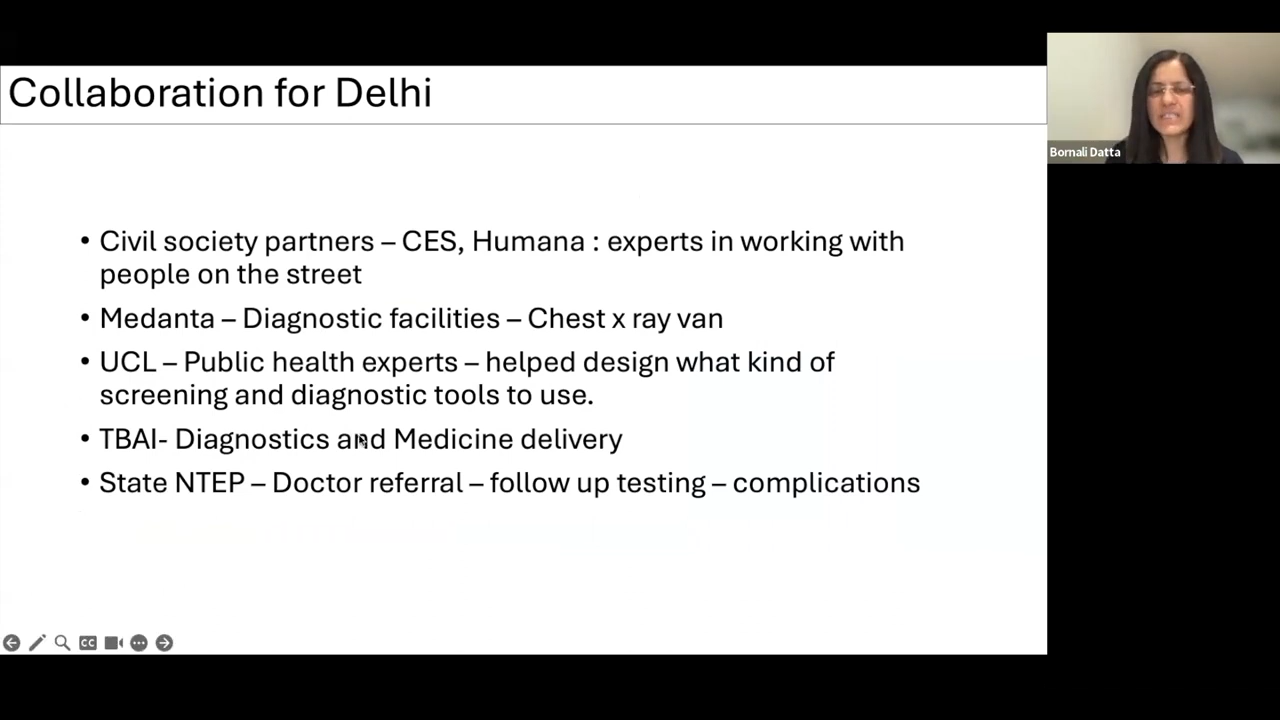 Collaboration for Delhi
Bornali Datta
• Civil society partners – CES, Humana : experts in working with
people on the street
• Medanta – Diagnostic facilities – Chest x ray van
• UCL – Public health experts – helped design what kind of
screening and diagnostic tools to use.
• TBAI- Diagnostics and Medicine delivery
• State NTEP – Doctor referral – follow up testing – complications
CC